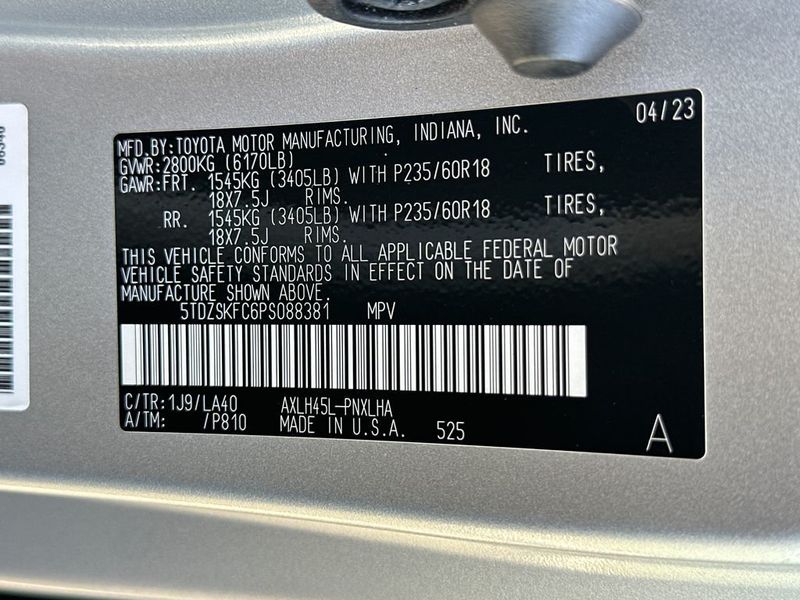 04/23
MFD.BY:TOYOTA MOTOR MANUFACTURING, INDIANA, INC.
GVWR:2800KG (6170LB)
GAWR:FRT. 1545KG (3405LB) WITH P235/60R18 TIRES,
18X7.5J RIMS.
RR. 1545KG (3405LB) WITH P235/60R18 TIRES,
18X7.5J RIMS.
THIS VEHICLE CONFORMS TO ALL APPLICABLE FEDERAL MOTOR
VEHICLE SAFETY STANDARDS IN EFFECT ON THE DATE OF
MANUFACTURE SHOWN ABOVE.
5TDZSKFC6PS088381 MPV
C/TR:1J9/LA40 AXLH45L-PNXLHA
A/TM: /P810 MADE IN U.S.A. 525
A